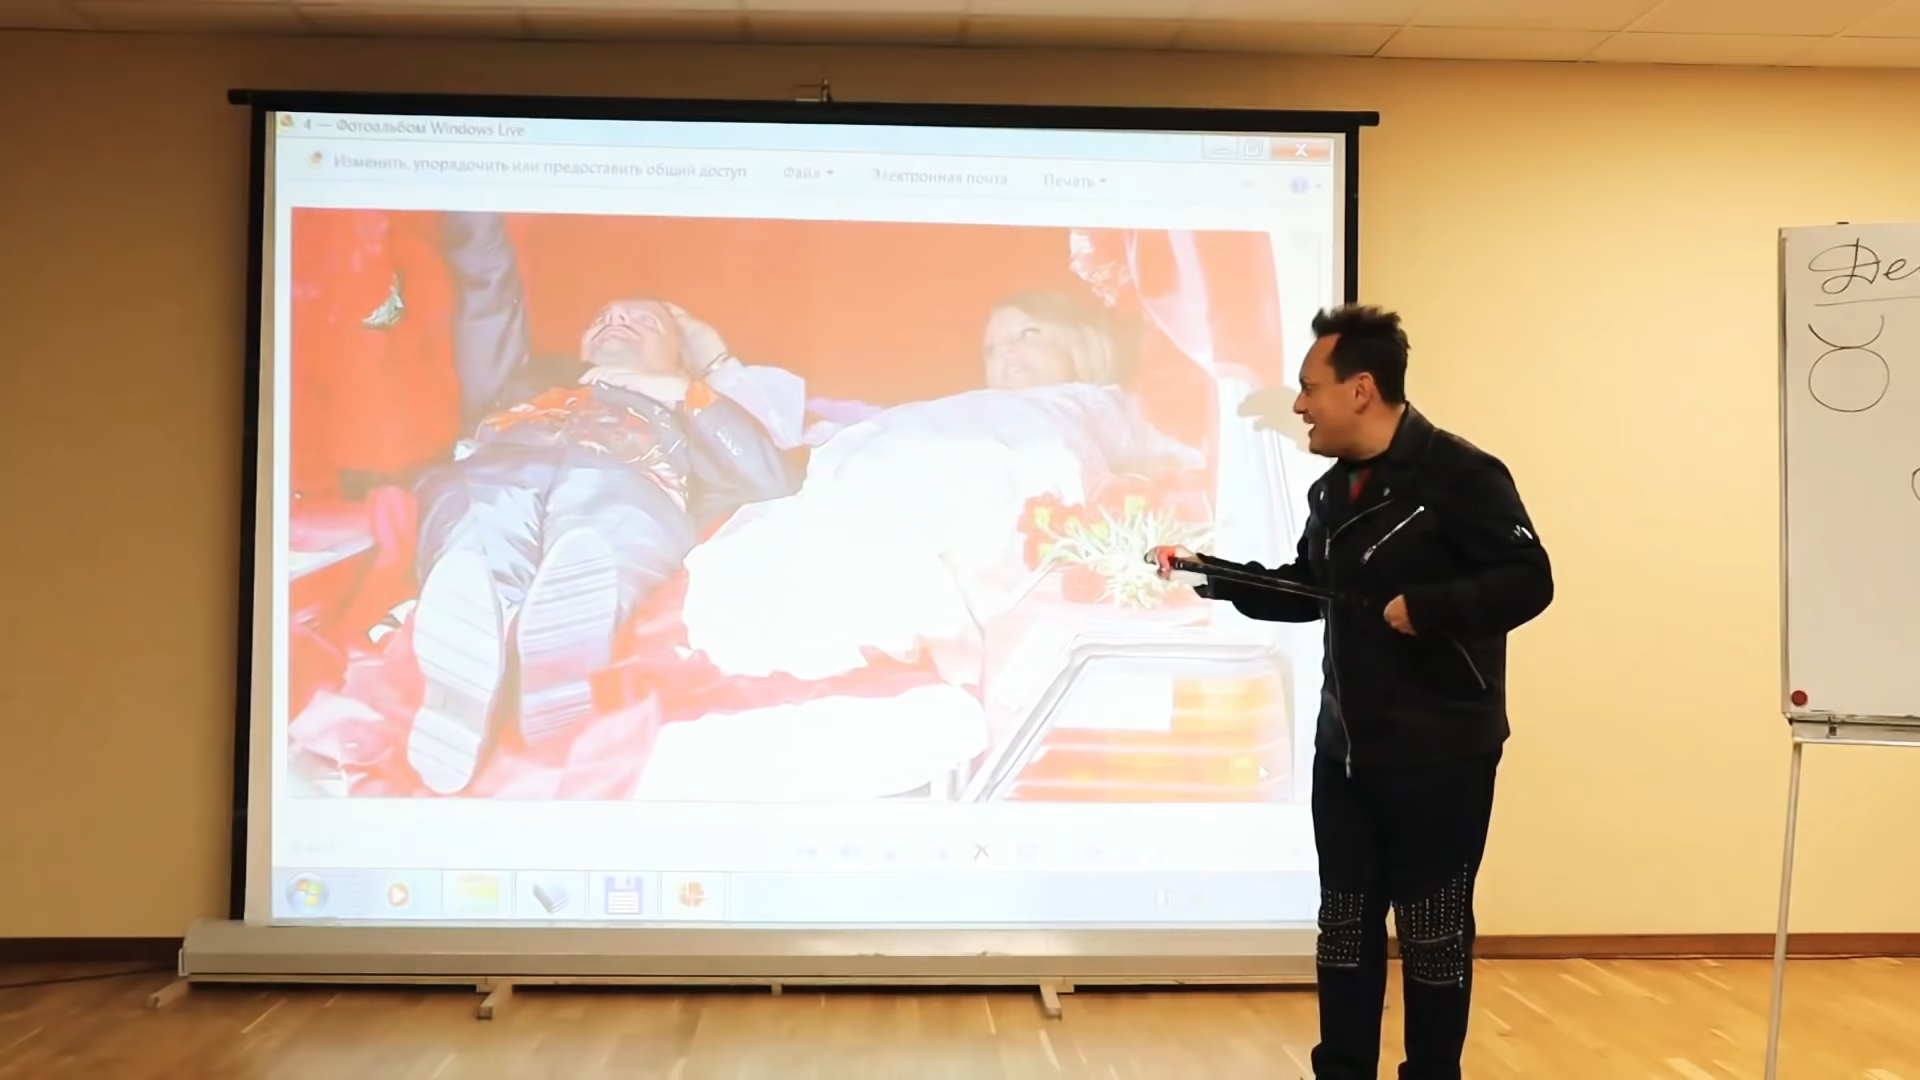 4 — Фотоальбом Windows Live
Изменить, упорядочить или предоставить общий доступ Файл Электронная почта Печать
Де